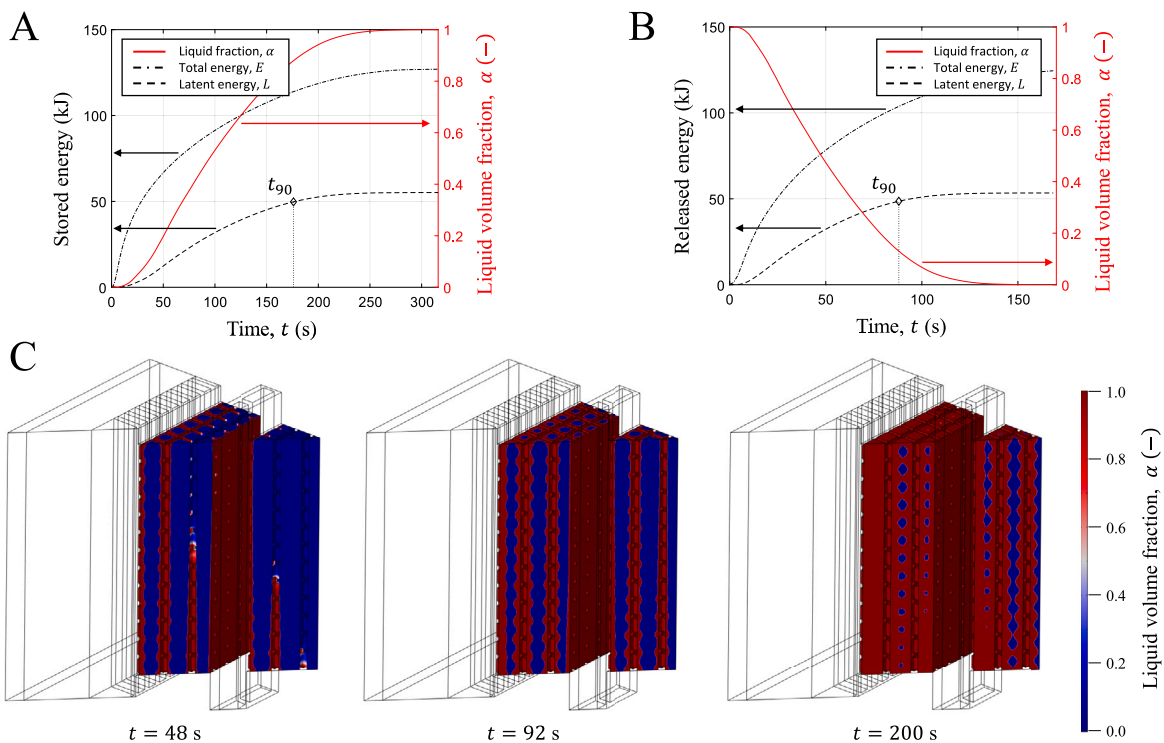 A
Stored energy (kJ)
150
100
50
0
Liquid fraction, α
Total energy, E
Latent energy, L
t90
0 50 100 150 200 250 300
Time, t (s)
1
0.8
0.6
0.4
0.2
0
Liquid volume fraction, α (−)
B
Released energy (kJ)
150
100
50
0
Liquid fraction, α
Total energy, E
Latent energy, L
t90
0 50 100 150
Time, t (s)
1
0.8
0.6
0.4
0.2
0
Liquid volume fraction, α (−)
C
t = 48 s
t = 92 s
t = 200 s
1.0
0.8
0.6
0.4
0.2
0.0
Liquid volume fraction, α (−)